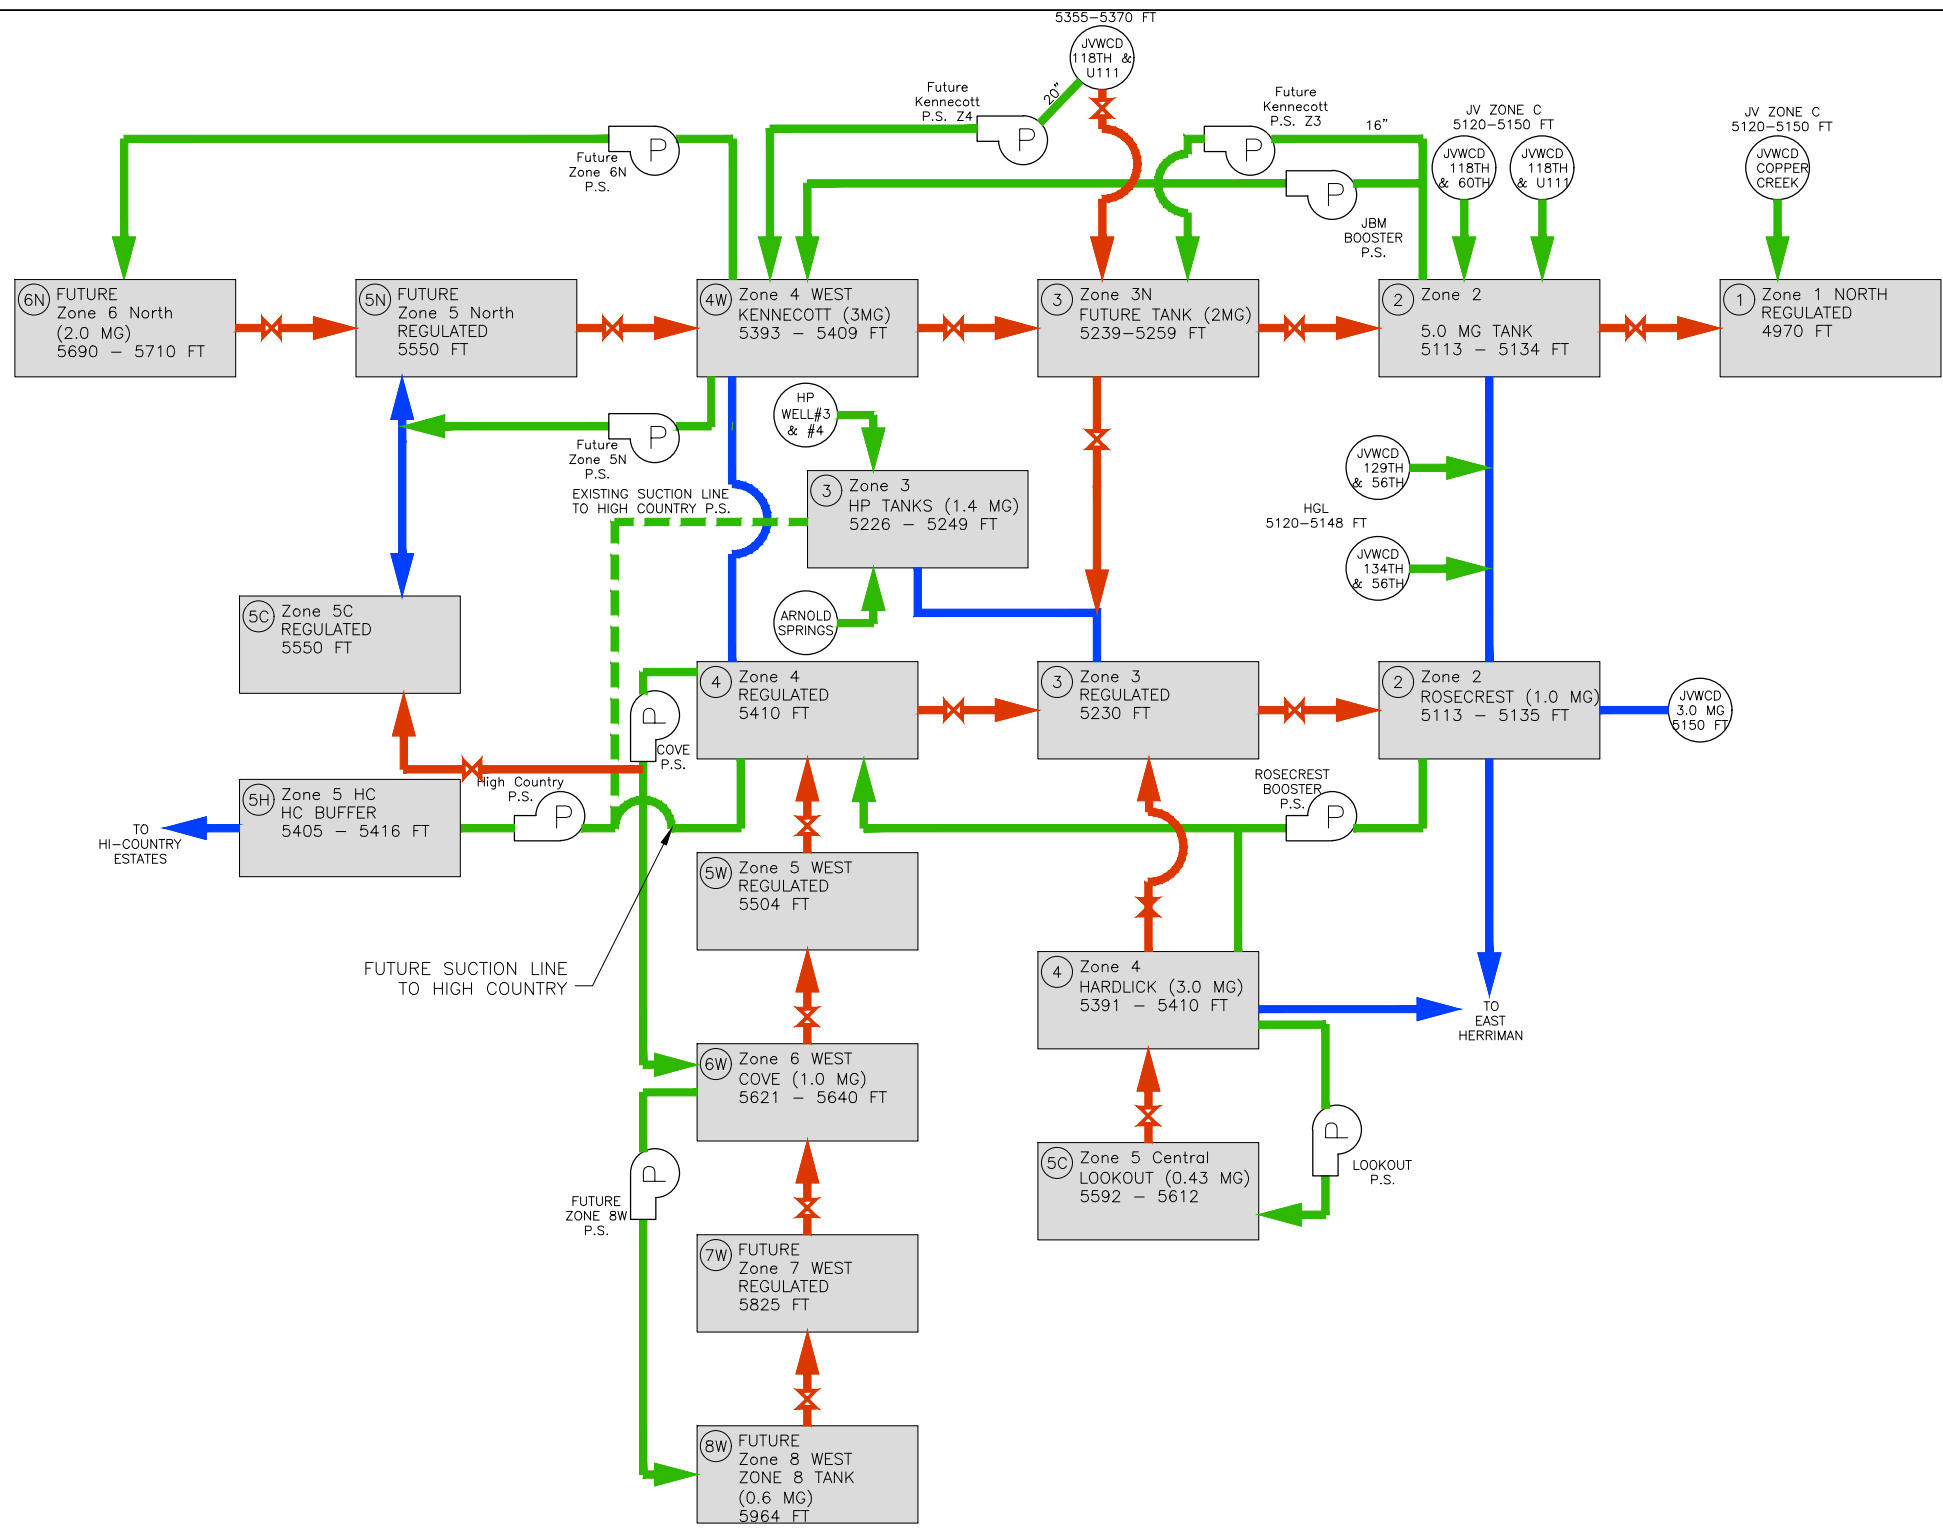 5355-5370 FT
JVWCD
118TH &
U111
20"
Future
Kennecott
P.S. Z4
P
Future
Kennecott
P.S. Z3
P
16"
JV ZONE C
5120-5150 FT
JVWCD
118TH
& 60TH
JVWCD
118TH
& U111
JV ZONE C
5120-5150 FT
JVWCD
COPPER
CREEK
P
Future
Zone 6N
P.S.
P
JBM
BOOSTER
P.S.
6N
FUTURE
Zone 6 North
(2.0 MG)
5690 - 5710 FT
5N
FUTURE
Zone 5 North
REGULATED
5550 FT
4W
Zone 4 WEST
KENNECOTT (3MG)
5393 - 5409 FT
3
Zone 3N
FUTURE TANK (2MG)
5239-5259 FT
2
Zone 2
5.0 MG TANK
5113 - 5134 FT
1
Zone 1 NORTH
REGULATED
4970 FT
P
Future
Zone 5N
P.S.
HP
WELL#3
& #4
EXISTING SUCTION LINE
TO HIGH COUNTRY P.S.
3
Zone 3
HP TANKS (1.4 MG)
5226 - 5249 FT
JVWCD
129TH
& 56TH
HGL
5120-5148 FT
JVWCD
134TH
& 56TH
ARNOLD
SPRINGS
5C
Zone 5C
REGULATED
5550 FT
4
Zone 4
REGULATED
5410 FT
3
Zone 3
REGULATED
5230 FT
2
Zone 2
ROSECREST (1.0 MG)
5113 - 5135 FT
JVWCD
3.0 MG
5150 FT
P
COVE
P.S.
5H
Zone 5 HC
HC BUFFER
5405 - 5416 FT
High Country
P.S.
P
TO
HI-COUNTRY
ESTATES
ROSECREST
BOOSTER
P.S.
P
5W
Zone 5 WEST
REGULATED
5504 FT
FUTURE SUCTION LINE
TO HIGH COUNTRY
4
Zone 4
HARDLICK (3.0 MG)
5391 - 5410 FT
TO
EAST
HERRIMAN
6W
Zone 6 WEST
COVE (1.0 MG)
5621 - 5640 FT
P
LOOKOUT
P.S.
5C
Zone 5 Central
LOOKOUT (0.43 MG)
5592 - 5612
P
FUTURE
ZONE 8W
P.S.
7W
FUTURE
Zone 7 WEST
REGULATED
5825 FT
8W
FUTURE
Zone 8 WEST
ZONE 8 TANK
(0.6 MG)
5964 FT